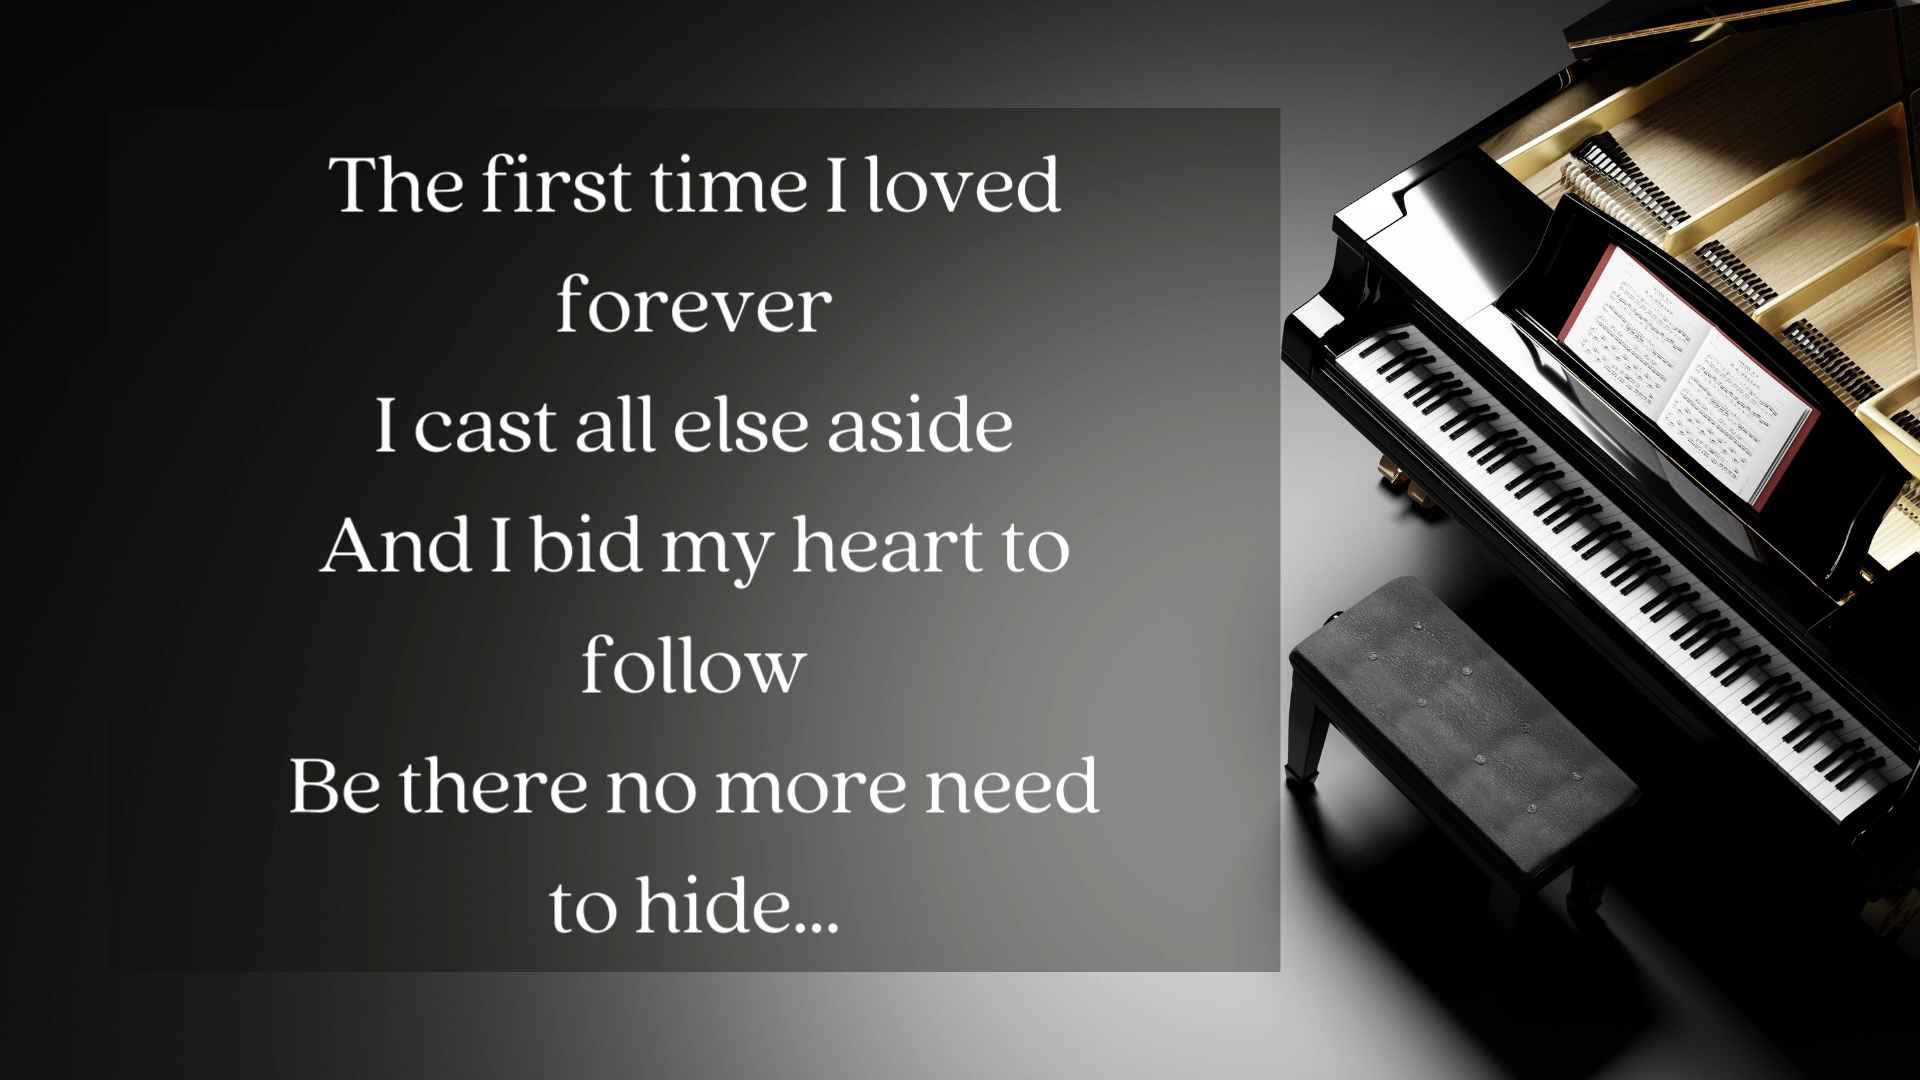 The first time I loved
forever
I cast all else aside
And I bid my heart to
follow
Be there no more need
to hide...